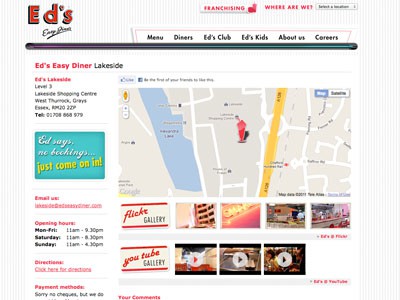 Ed's
Easy Diner
FRANCHISING
WHERE ARE WE?
Select a location
Menu
Diners
Ed's Club
Ed's Kids
About us
Careers
Ed's Easy Diner Lakeside
Ed's Lakeside
Level 3
Lakeside Shopping Centre
West Thurrock, Grays
Essex, RM20 2ZP
Tel: 01708 868 979
Like
Be the first of your friends to like this.
Map
Satellite
Alexandra
Lake
A126
Google
Map data ©2011 Tele Atlas
Ed says,
no bookings...
just come on in!
Email us:
lakeside@edseasydiner.com
Opening hours:
Mon-Fri: 11am - 9.30pm
Saturday: 11am - 9.30pm
Sunday: 11am - 8.30pm
Directions:
Click here for directions
Payment methods:
Sorry no cheques, but we do
Flickr
GALLERY
» Ed's @ Flickr
you tube
GALLERY
» Ed's @ YouTube
Your Comments